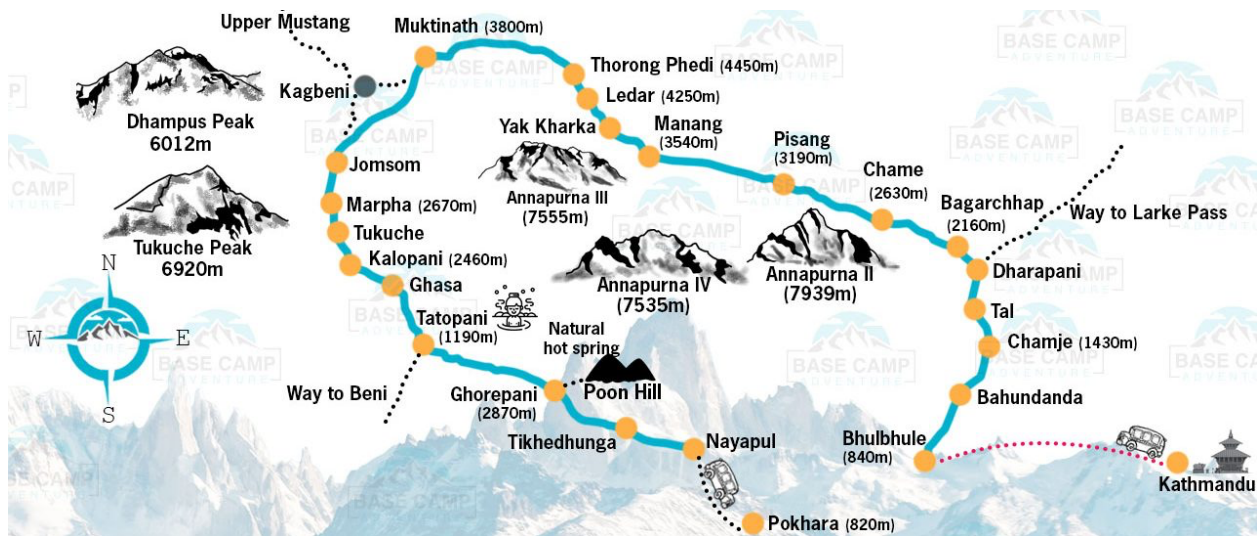 Upper Mustang
Muktinath (3800m)
Kagbeni
Thorong Phedi (4450m)
Ledar (4250m)
Yak Kharka
Manang
(3540m)
Pisang
(3190m)
Chame
(2630m)
Bagarchhap
(2160m)
Way to Larke Pass
Dharapani
Tal
Chamje (1430m)
Bahundanda
Bhulbhule
(840m)
Kathmandu
Dhampus Peak
6012m
Tukuche Peak
6920m
Annapurna III
(7555m)
Annapurna IV
(7535m)
Annapurna II
(7939m)
Jomsom
Marpha (2670m)
Tukuche
Kalopani (2460m)
Ghasa
Tatopani
(1190m)
Natural
hot spring
Way to Beni
Ghorepani
(2870m)
Poon Hill
Tikhedhunga
Nayapul
Pokhara (820m)
N
W
E
S
BASE CAMP
ADVENTURE